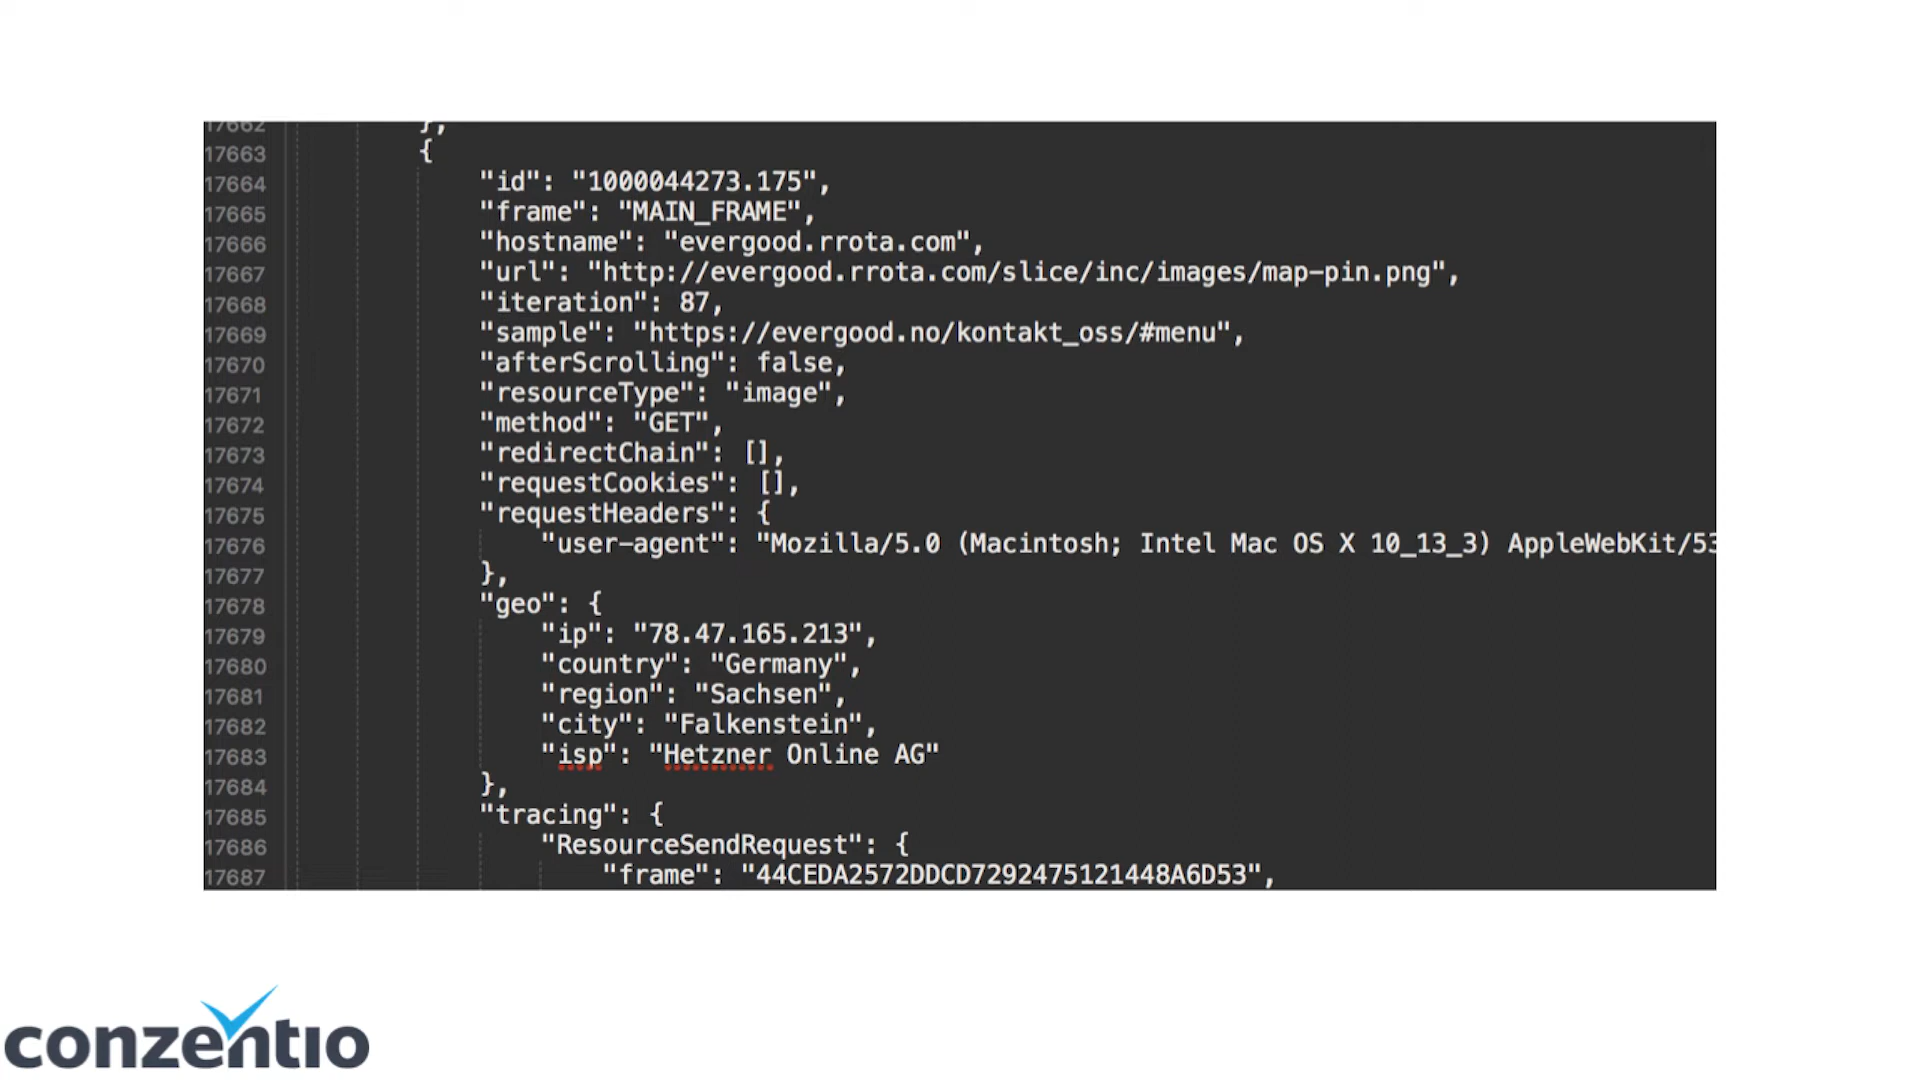 17662 },
17663 {
17664 "id": "1000044273.175",
17665 "frame": "MAIN_FRAME",
17666 "hostname": "evergood.rrota.com",
17667 "url": "http://evergood.rrota.com/slice/inc/images/map-pin.png",
17668 "iteration": 87,
17669 "sample": "https://evergood.no/kontakt_oss/#menu",
17670 "afterScrolling": false,
17671 "resourceType": "image",
17672 "method": "GET",
17673 "redirectChain": [],
17674 "requestCookies": [],
17675 "requestHeaders": {
17676 "user-agent": "Mozilla/5.0 (Macintosh; Intel Mac OS X 10_13_3) AppleWebKit/53
17677 },
17678 "geo": {
17679 "ip": "78.47.165.213",
17680 "country": "Germany",
17681 "region": "Sachsen",
17682 "city": "Falkenstein",
17683 "isp": "Hetzner Online AG"
17684 },
17685 "tracing": {
17686 "ResourceSendRequest": {
17687 "frame": "44CEDA2572DDCD7292475121448A6D53",
conzentio